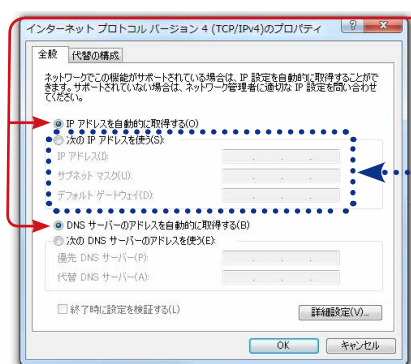 インターネット プロトコル バージョン 4 (TCP/IPv4)のプロパティ
全般 代替の構成
ネットワークでこの機能がサポートされている場合は、IP 設定を自動的に取得することがで
きます。サポートされていない場合は、ネットワーク管理者に適切な IP 設定を問い合わせ
てください。
IP アドレスを自動的に取得する(O)
次の IP アドレスを使う(S):
IP アドレス(I):
サブネット マスク(U):
デフォルト ゲートウェイ(D):
DNS サーバーのアドレスを自動的に取得する(B)
次の DNS サーバーのアドレスを使う(E):
優先 DNS サーバー(P):
代替 DNS サーバー(A):
終了時に設定を検証する(L)
詳細設定(V)...
OK キャンセル